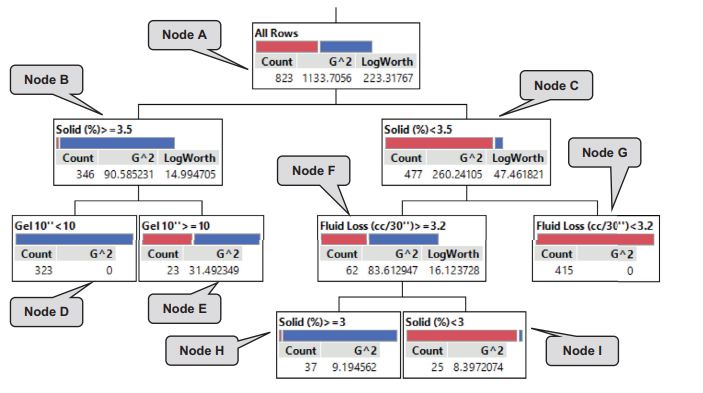 Node A
All Rows
Count G^2 LogWorth
823 1133.7056 223.31767
Node B
Node C
Solid (%)>=3.5
Count G^2 LogWorth
346 90.585231 14.994705
Solid (%)<3.5
Count G^2 LogWorth
477 260.24105 47.461821
Node F
Node G
Gel 10''<10
Count G^2
323 0
Gel 10''>=10
Count G^2
23 31.492349
Fluid Loss (cc/30'')>=3.2
Count G^2 LogWorth
62 83.612947 16.123728
Fluid Loss (cc/30'')<3.2
Count G^2
415 0
Node D
Node E
Solid (%)>=3
Count G^2
37 9.194562
Solid (%)<3
Count G^2
25 8.3972074
Node H
Node I